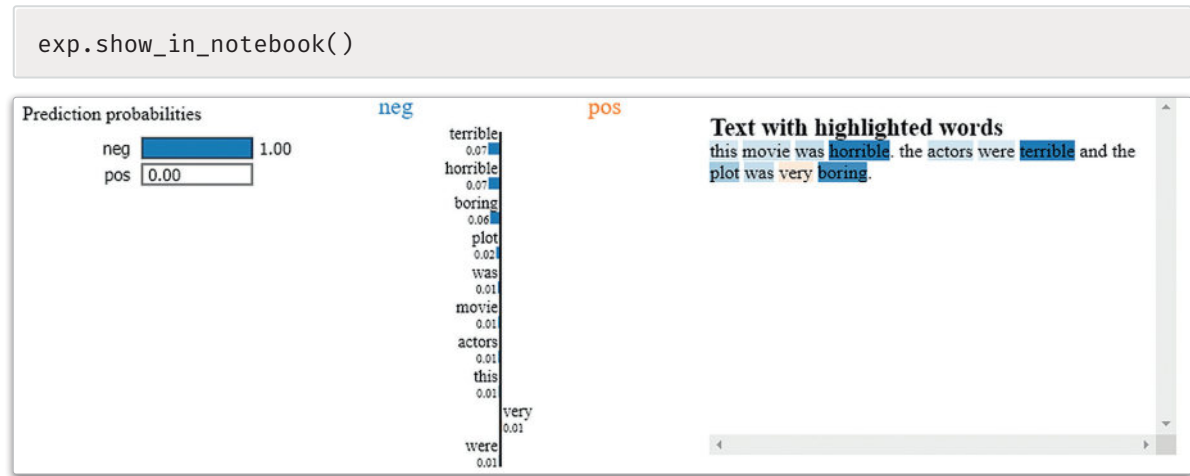 exp.show_in_notebook()
Prediction probabilities
neg 1.00
pos 0.00
neg pos
terrible
0.07
horrible
0.07
boring
0.06
plot
0.02
was
0.01
movie
0.01
actors
0.01
this
0.01
very
0.01
were
0.01
Text with highlighted words
this movie was horrible. the actors were terrible and the
plot was very boring.